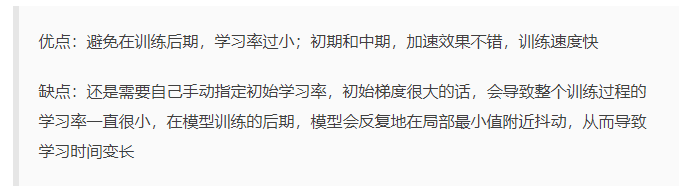 优点：避免在训练后期，学习率过小；初期和中期，加速效果不错，训练速度快
缺点：还是需要自己手动指定初始学习率，初始梯度很大的话，会导致整个训练过程的
学习率一直很小，在模型训练的后期，模型会反复地在局部最小值附近抖动，从而导致
学习时间变长